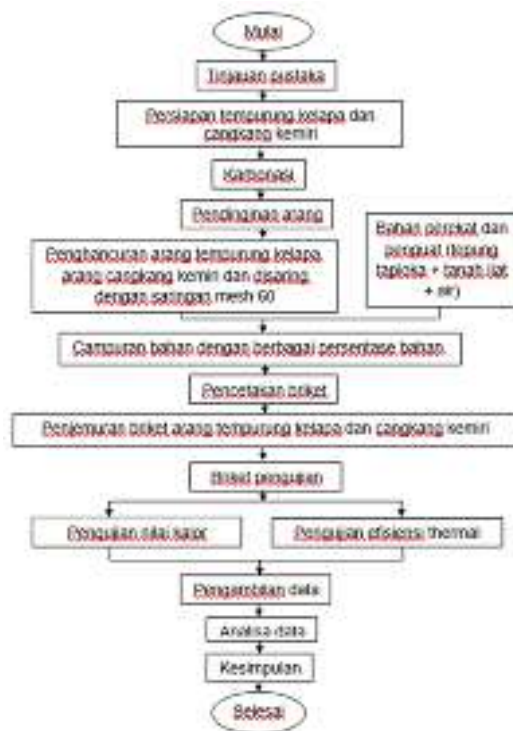 Mulai
Tinjauan pustaka
Persiapan tempurung kelapa dan
cangkang kemiri
Karbonasi
Pendinginan arang
Penghancuran arang tempurung kelapa,
arang cangkang kemiri dan disaring
dengan saringan mesh 60
Bahan perekat dan
penguat (tepung
tapioka + tanah liat
+ air)
Campuran bahan dengan berbagai persentase bahan
Pencetakan briket
Penjemuran briket arang tempurung kelapa dan cangkang kemiri
Briket pengujian
Pengujian nilai kalor
Pengujian efisiensi thermal
Pengambilan data
Analisa data
Kesimpulan
Selesai